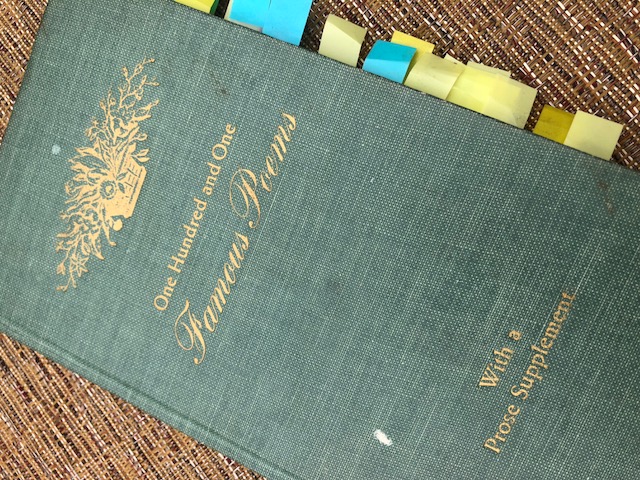 One Hundred and One
Famous Poems
With a
Prose Supplement